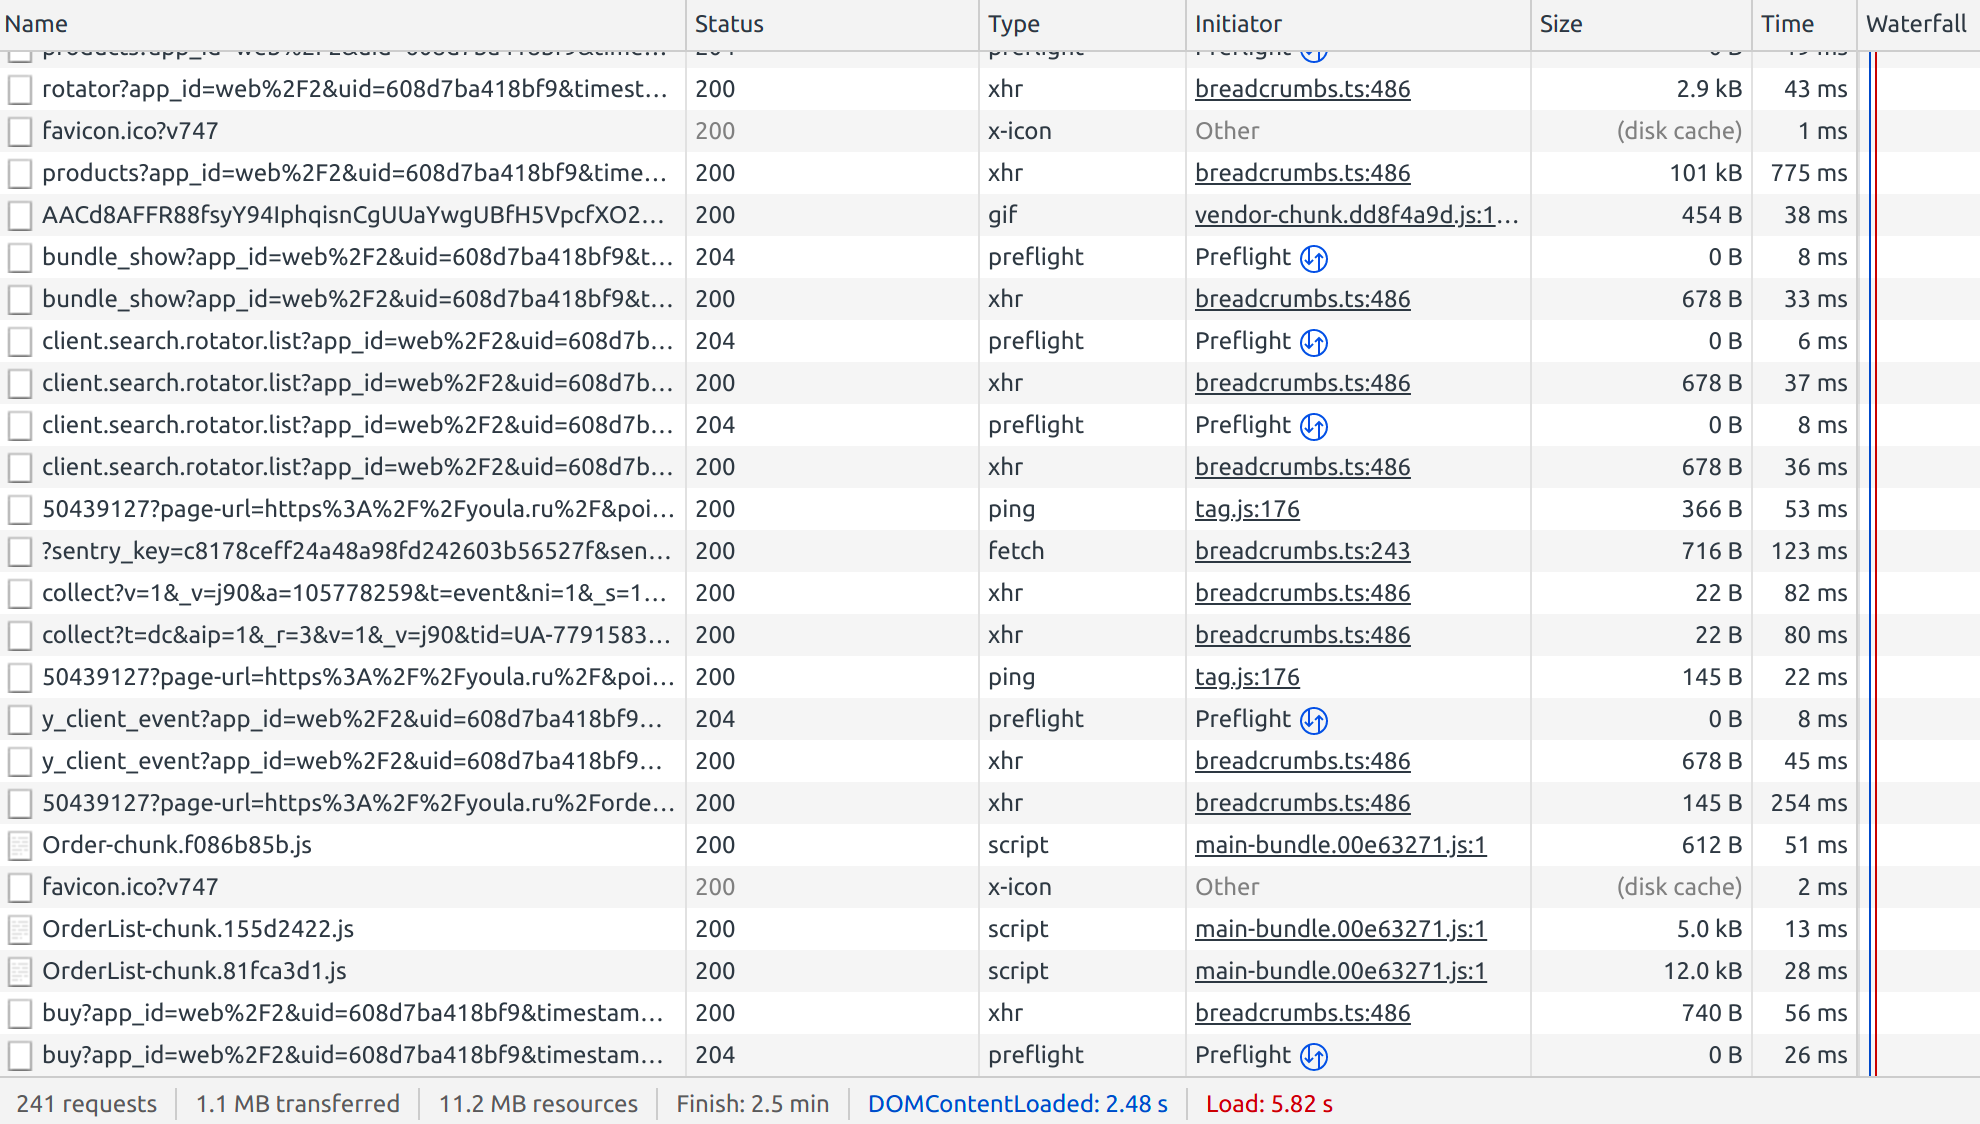 Name Status Type Initiator Size Time Waterfall
products?app_id=web%2F2&uid=608d7ba418bf9&time... 204 preflight Preflight 0 B 19 ms
rotator?app_id=web%2F2&uid=608d7ba418bf9&timest... 200 xhr breadcrumbs.ts:486 2.9 kB 43 ms
favicon.ico?v747 200 x-icon Other (disk cache) 1 ms
products?app_id=web%2F2&uid=608d7ba418bf9&time... 200 xhr breadcrumbs.ts:486 101 kB 775 ms
AACd8AFFR88fsyY94IphqisnCgUUaYwgUBfH5VpcfXO2... 200 gif vendor-chunk.dd8f4a9d.js:1... 454 B 38 ms
bundle_show?app_id=web%2F2&uid=608d7ba418bf9&t... 204 preflight Preflight 0 B 8 ms
bundle_show?app_id=web%2F2&uid=608d7ba418bf9&t... 200 xhr breadcrumbs.ts:486 678 B 33 ms
client.search.rotator.list?app_id=web%2F2&uid=608d7b... 204 preflight Preflight 0 B 6 ms
client.search.rotator.list?app_id=web%2F2&uid=608d7b... 200 xhr breadcrumbs.ts:486 678 B 37 ms
client.search.rotator.list?app_id=web%2F2&uid=608d7b... 204 preflight Preflight 0 B 8 ms
client.search.rotator.list?app_id=web%2F2&uid=608d7b... 200 xhr breadcrumbs.ts:486 678 B 36 ms
50439127?page-url=https%3A%2F%2Fyoula.ru%2F&poi... 200 ping tag.js:176 366 B 53 ms
?sentry_key=c8178ceff24a48a98fd242603b56527f&sen... 200 fetch breadcrumbs.ts:243 716 B 123 ms
collect?v=1&_v=j90&a=105778259&t=event&ni=1&_s=1... 200 xhr breadcrumbs.ts:486 22 B 82 ms
collect?t=dc&aip=1&_r=3&v=1&_v=j90&tid=UA-7791583... 200 xhr breadcrumbs.ts:486 22 B 80 ms
50439127?page-url=https%3A%2F%2Fyoula.ru%2F&poi... 200 ping tag.js:176 145 B 22 ms
y_client_event?app_id=web%2F2&uid=608d7ba418bf9... 204 preflight Preflight 0 B 8 ms
y_client_event?app_id=web%2F2&uid=608d7ba418bf9... 200 xhr breadcrumbs.ts:486 678 B 45 ms
50439127?page-url=https%3A%2F%2Fyoula.ru%2Forde... 200 xhr breadcrumbs.ts:486 145 B 254 ms
Order-chunk.f086b85b.js 200 script main-bundle.00e63271.js:1 612 B 51 ms
favicon.ico?v747 200 x-icon Other (disk cache) 2 ms
OrderList-chunk.155d2422.js 200 script main-bundle.00e63271.js:1 5.0 kB 13 ms
OrderList-chunk.81fca3d1.js 200 script main-bundle.00e63271.js:1 12.0 kB 28 ms
buy?app_id=web%2F2&uid=608d7ba418bf9&timestam... 200 xhr breadcrumbs.ts:486 740 B 56 ms
buy?app_id=web%2F2&uid=608d7ba418bf9&timestam... 204 preflight Preflight 0 B 26 ms
241 requests 1.1 MB transferred 11.2 MB resources Finish: 2.5 min DOMContentLoaded: 2.48 s Load: 5.82 s